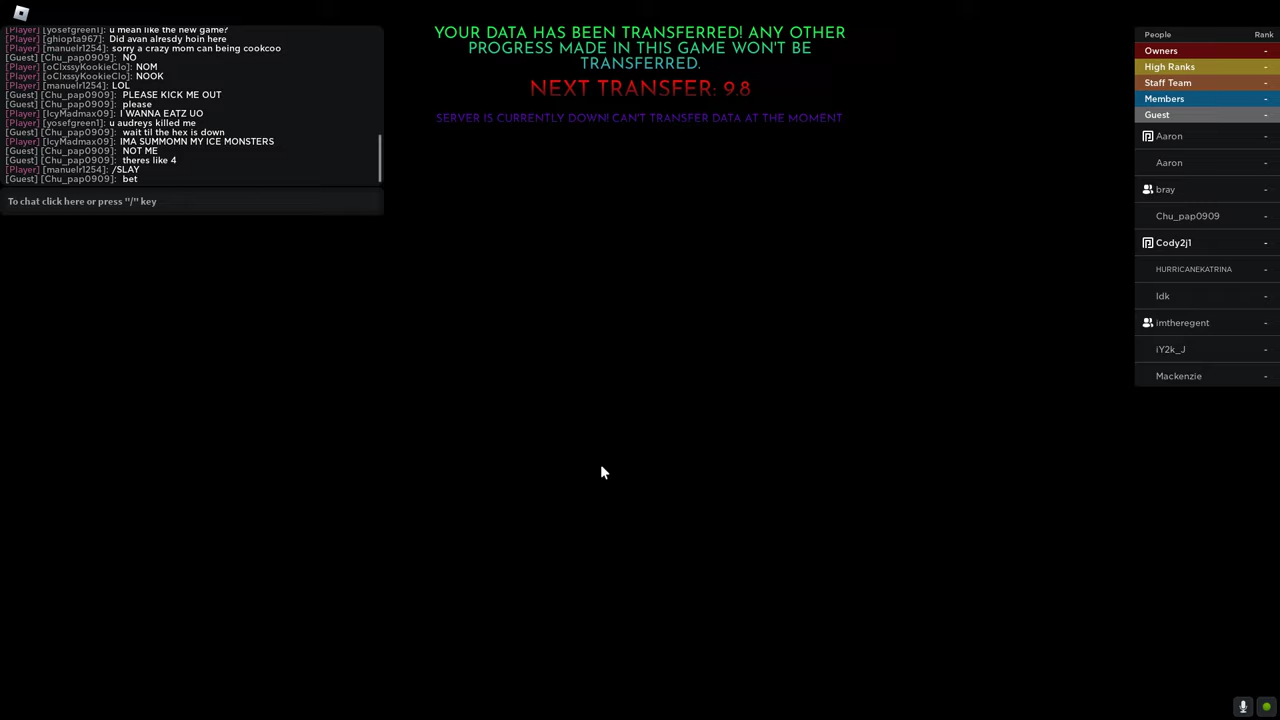 [Player] [yosefgreen1]: u mean like the new game?
[Player] [ghiopta967]: Did avan alresdy hoin here
[Player] [manuelr1254]: sorry a crazy mom can being cookcoo
[Guest] [Chu_pap0909]: NO
[Player] [oClxssyKookieClo]: NOM
[Player] [oClxssyKookieClo]: NOOK
[Player] [manuelr1254]: LOL
[Guest] [Chu_pap0909]: PLEASE KICK ME OUT
[Guest] [Chu_pap0909]: please
[Player] [IcyMadmax09]: I WANNA EATZ UO
[Player] [yosefgreen1]: u audreys killed me
[Guest] [Chu_pap0909]: wait til the hex is down
[Player] [IcyMadmax09]: IMA SUMMOMN MY ICE MONSTERS
[Guest] [Chu_pap0909]: NOT ME
[Guest] [Chu_pap0909]: theres like 4
[Player] [manuelr1254]: /SLAY
[Guest] [Chu_pap0909]: bet
To chat click here or press "/" key
YOUR DATA HAS BEEN TRANSFERRED! ANY OTHER
PROGRESS MADE IN THIS GAME WON'T BE
TRANSFERRED.
NEXT TRANSFER: 9.8
SERVER IS CURRENTLY DOWN! CAN'T TRANSFER DATA AT THE MOMENT
People Rank
Owners -
High Ranks -
Staff Team -
Members -
Guest -
Aaron -
Aaron -
bray -
Chu_pap0909 -
Cody2j1 -
HURRICANEKATRINA -
Idk -
imtheregent -
iY2k_J -
Mackenzie -